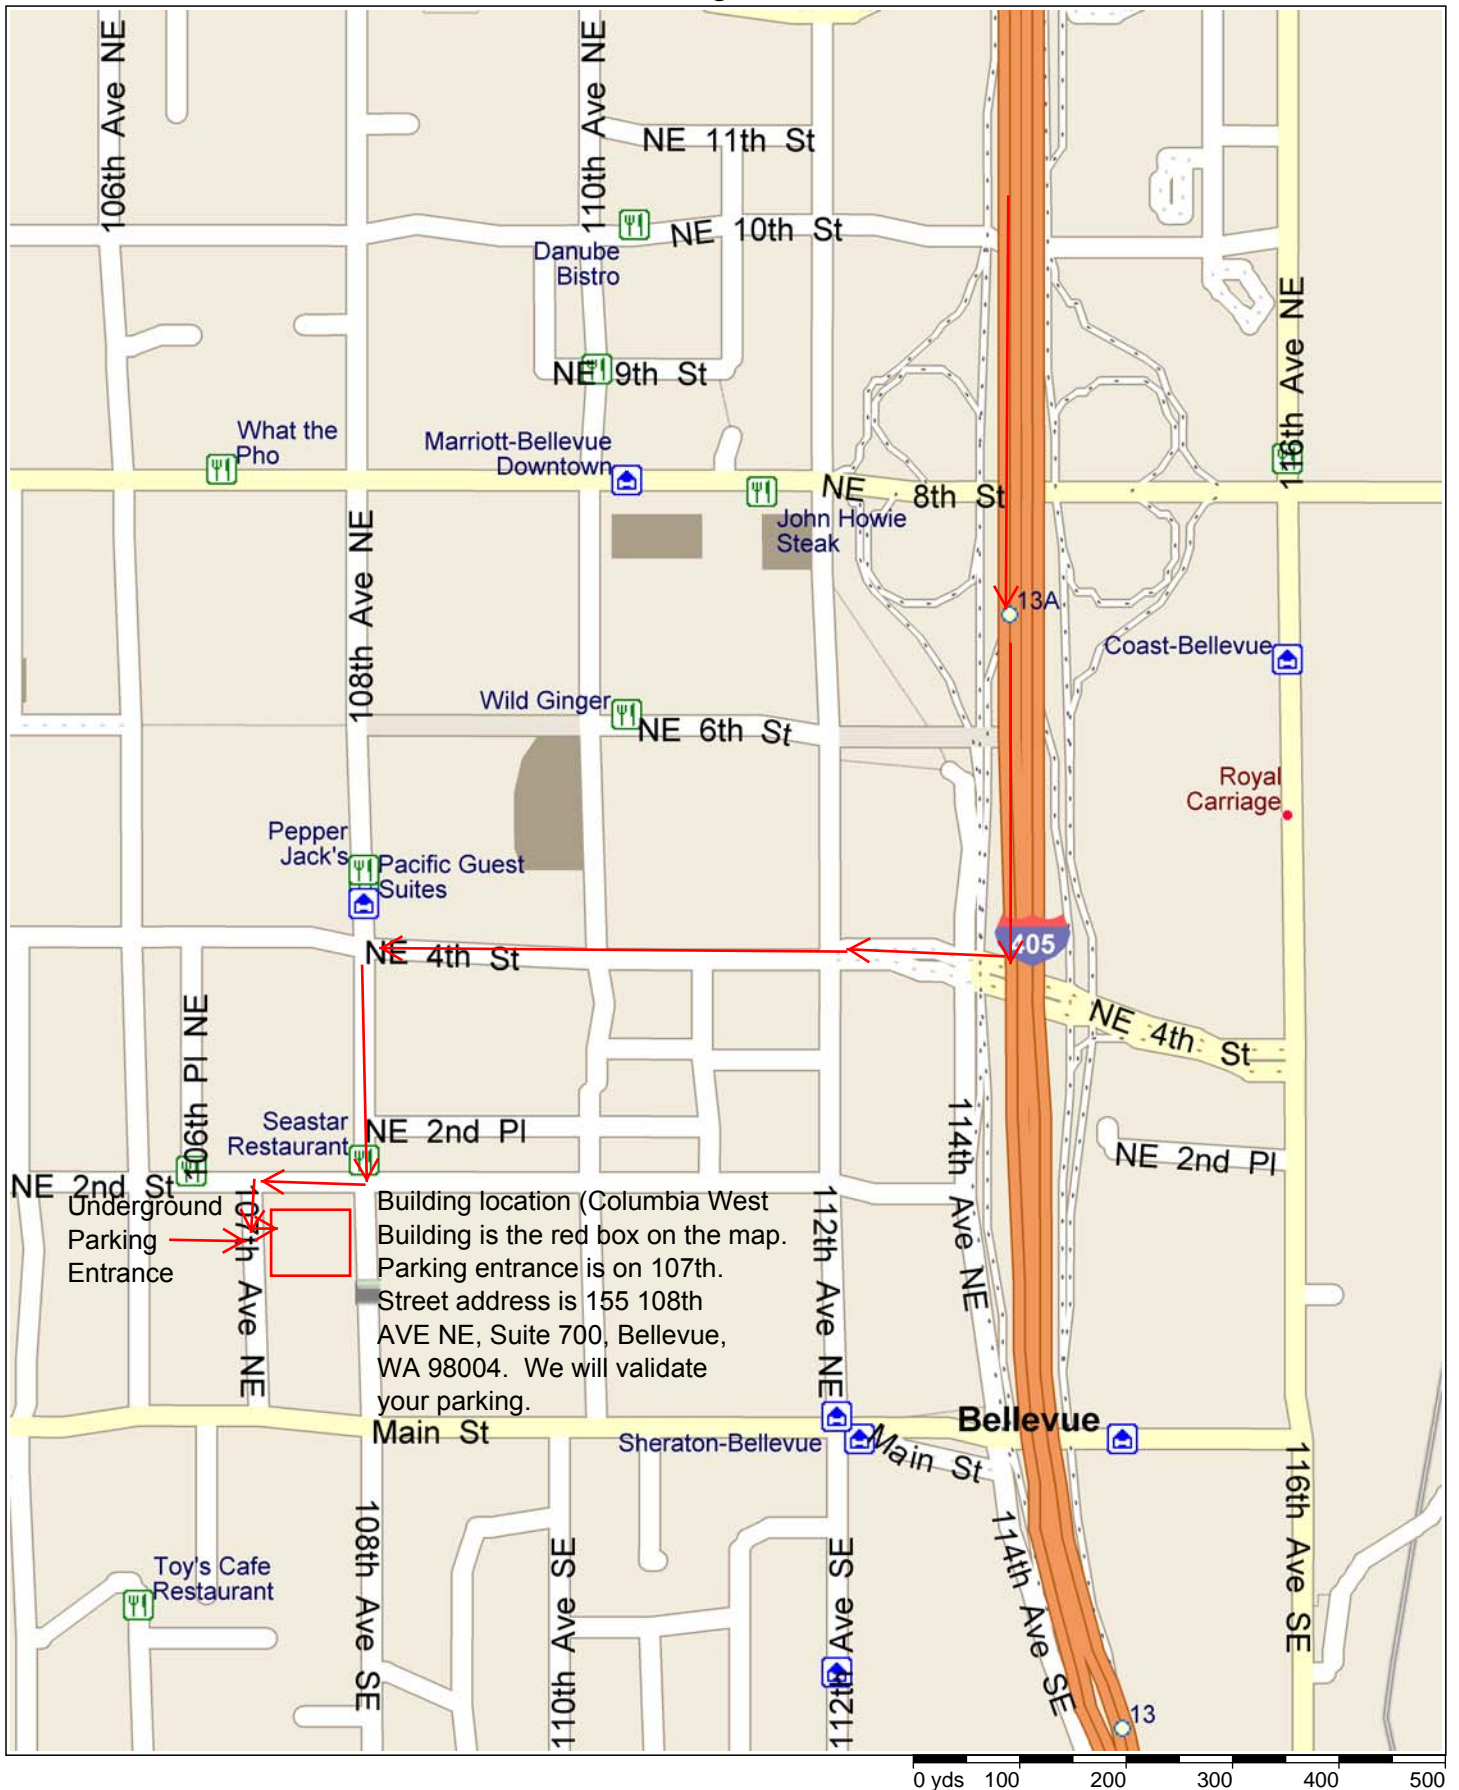 106th Ave NE
110th Ave NE
NE 11th St
NE 10th St
Danube
Bistro
116th Ave NE
NE 9th St
What the
Pho
Marriott-Bellevue
Downtown
NE 8th St
John Howie
Steak
108th Ave NE
13A
Coast-Bellevue
Wild Ginger
NE 6th St
Royal
Carriage
Pepper
Jack's
Pacific Guest
Suites
405
NE 4th St
NE 4th St
106th Pl NE
Seastar
Restaurant
NE 2nd Pl
114th Ave NE
NE 2nd Pl
NE 2nd St
107th Ave NE
112th Ave NE
Underground
Parking
Entrance
Building location (Columbia West
Building is the red box on the map.
Parking entrance is on 107th.
Street address is 155 108th
AVE NE, Suite 700, Bellevue,
WA 98004. We will validate
your parking.
Main St
Sheraton-Bellevue
Main St
Bellevue
108th Ave SE
110th Ave SE
112th Ave SE
114th Ave SE
116th Ave SE
Toy's Cafe
Restaurant
13
0 yds 100 200 300 400 500